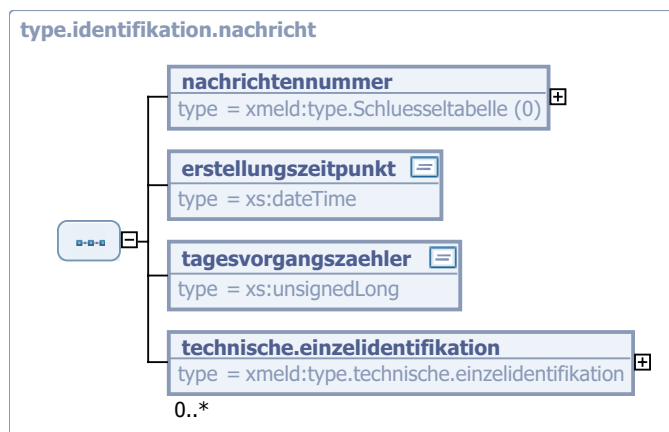 type.identifikation.nachricht
nachrichtennummer
type = xmeld:type.Schluesseltabelle (0)
erstellungszeitpunkt
type = xs:dateTime
tagesvorgangszaehler
type = xs:unsignedLong
technische.einzelidentifikation
type = xmeld:type.technische.einzelidentifikation
0..*